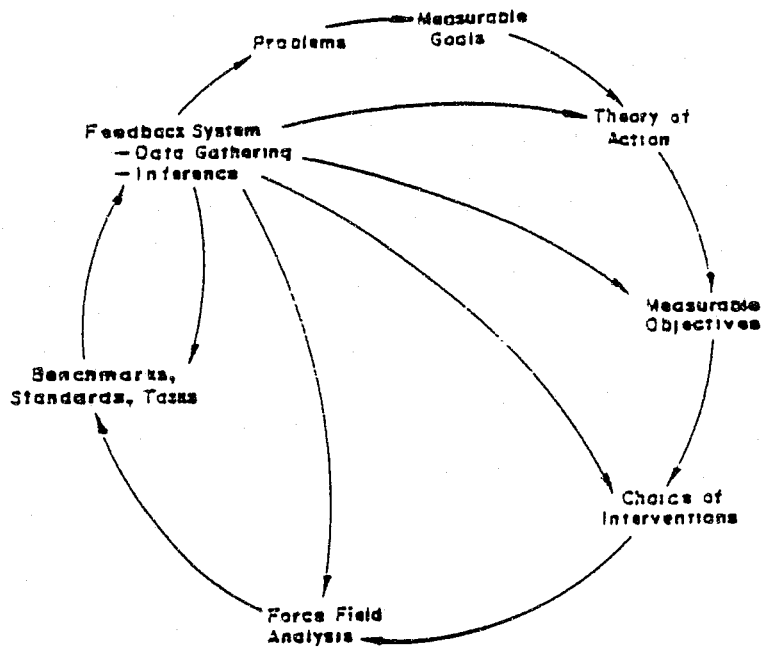 Problems
Measurable
Goals
Theory of
Action
Feedback System
— Data Gathering
— Inference
Measurable
Objectives
Benchmarks,
Standards, Tasks
Choice of
Interventions
Force Field
Analysis